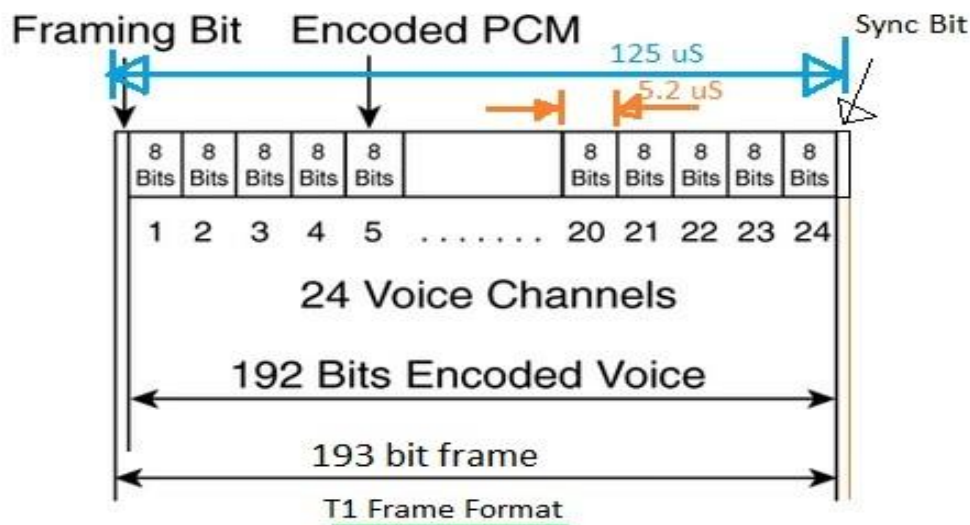 Framing Bit Encoded PCM Sync Bit
125 uS
5.2 uS
8 8 8 8 8 8 8 8 8 8
Bits Bits Bits Bits Bits Bits Bits Bits Bits Bits
1 2 3 4 5 ....... 20 21 22 23 24
24 Voice Channels
192 Bits Encoded Voice
193 bit frame
T1 Frame Format